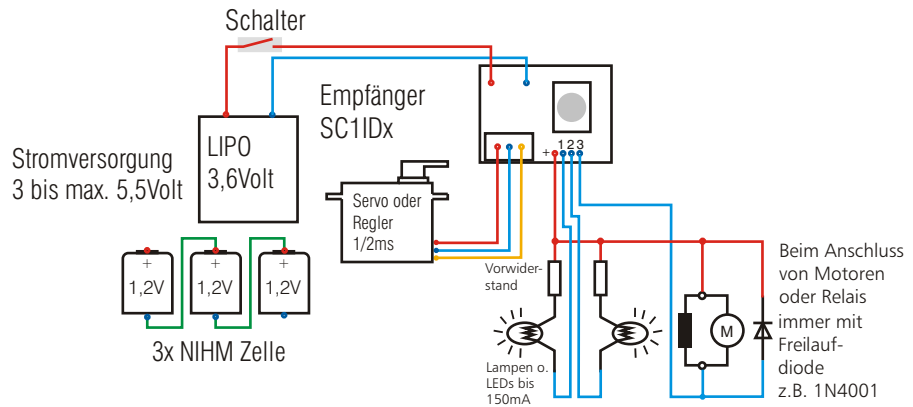 Schalter
Empfänger
SC1IDx
LIPO
3,6Volt
Stromversorgung
3 bis max. 5,5Volt
Servo oder
Regler
1/2ms
+ 1 2 3
+ + +
1,2V 1,2V 1,2V
3x NIHM Zelle
Vorwider-
stand
Lampen o.
LEDs bis
150mA
M
Beim Anschluss
von Motoren
oder Relais
immer mit
Freilauf-
diode
z.B. 1N4001